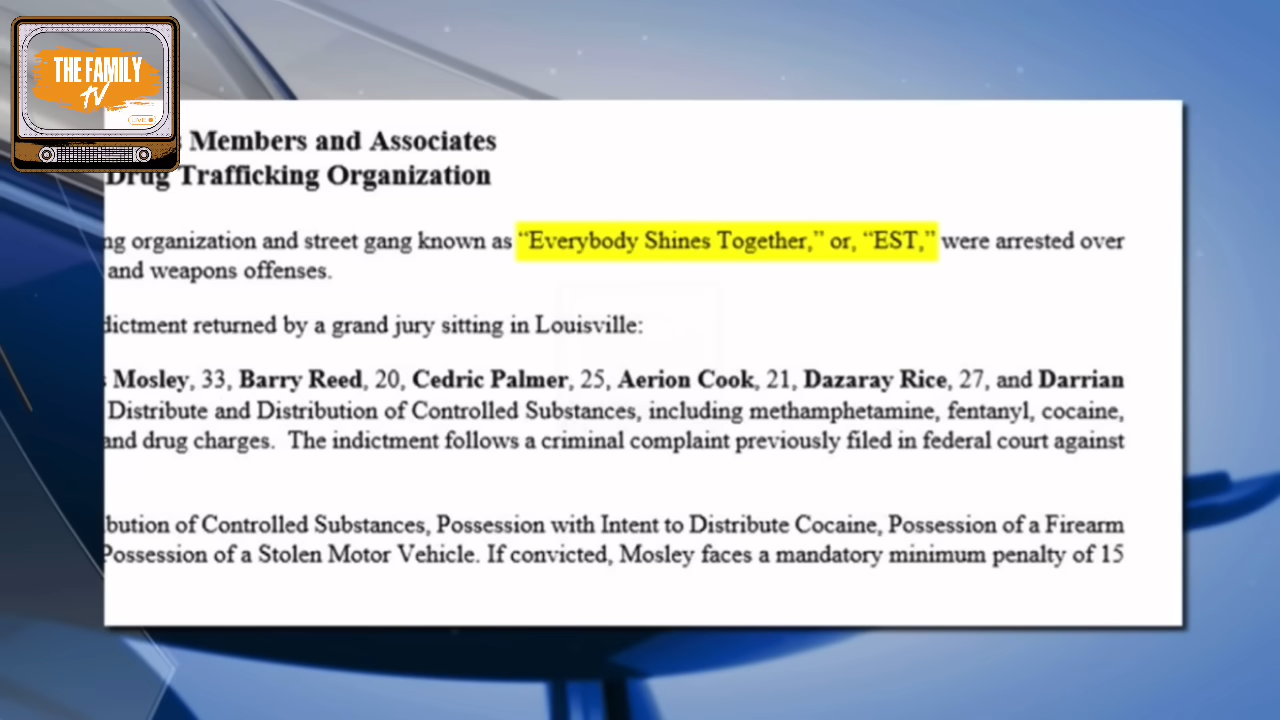 THE FAMILY
TV
LIVE
Members and Associates
Drug Trafficking Organization
ng organization and street gang known as “Everybody Shines Together,” or, “EST,” were arrested over
and weapons offenses.
dictment returned by a grand jury sitting in Louisville:
Mosley, 33, Barry Reed, 20, Cedric Palmer, 25, Aerion Cook, 21, Dazaray Rice, 27, and Darrian
Distribute and Distribution of Controlled Substances, including methamphetamine, fentanyl, cocaine,
and drug charges. The indictment follows a criminal complaint previously filed in federal court against
bution of Controlled Substances, Possession with Intent to Distribute Cocaine, Possession of a Firearm
Possession of a Stolen Motor Vehicle. If convicted, Mosley faces a mandatory minimum penalty of 15